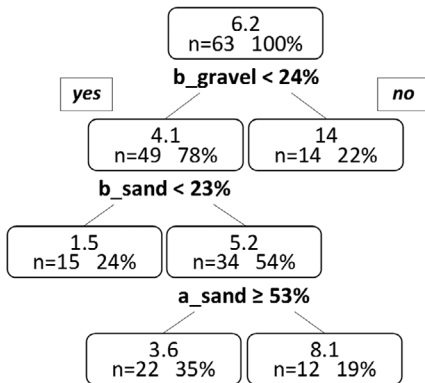 6.2
n=63 100%
b_gravel < 24%
yes
no
4.1
n=49 78%
14
n=14 22%
b_sand < 23%
1.5
n=15 24%
5.2
n=34 54%
a_sand ≥ 53%
3.6
n=22 35%
8.1
n=12 19%